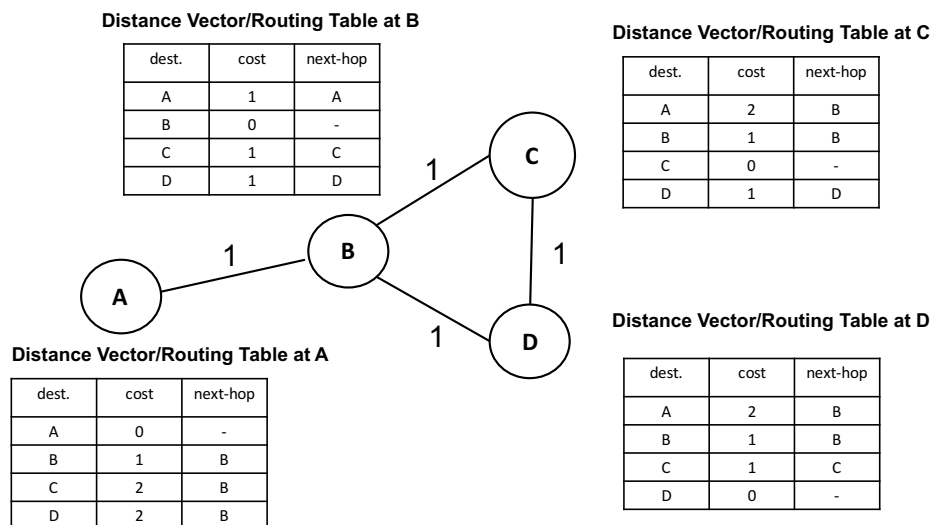 Distance Vector/Routing Table at B
dest. cost next-hop
A 1 A
B 0 -
C 1 C
D 1 D
Distance Vector/Routing Table at C
dest. cost next-hop
A 2 B
B 1 B
C 0 -
D 1 D
C
1
B
1
1
A
D
1
Distance Vector/Routing Table at A
dest. cost next-hop
A 0 -
B 1 B
C 2 B
D 2 B
Distance Vector/Routing Table at D
dest. cost next-hop
A 2 B
B 1 B
C 1 C
D 0 -